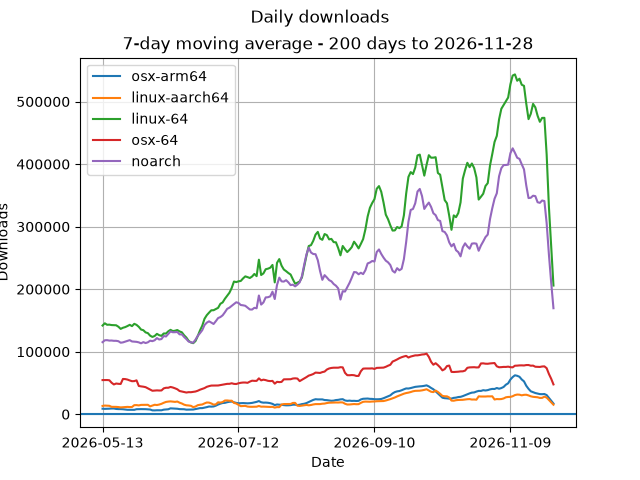 Daily downloads
7-day moving average - 200 days to 2026-11-28
osx-arm64
linux-aarch64
linux-64
osx-64
noarch
500000
400000
300000
200000
100000
0
Downloads
2026-05-13 2026-07-12 2026-09-10 2026-11-09
Date